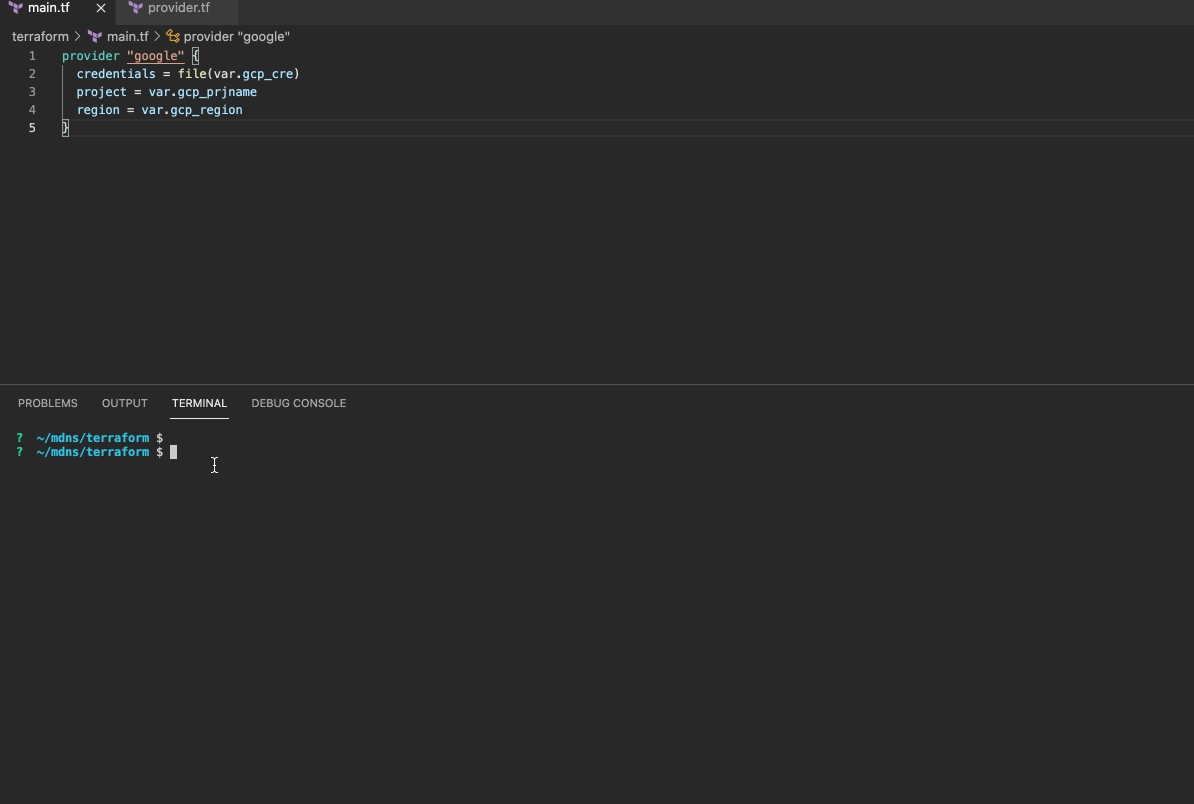 main.tf provider.tf
terraform > main.tf > provider "google"
1 provider "google" {
2 credentials = file(var.gcp_cre)
3 project = var.gcp_prjname
4 region = var.gcp_region
5 }
PROBLEMS OUTPUT TERMINAL DEBUG CONSOLE
? ~/mdns/terraform $
? ~/mdns/terraform $